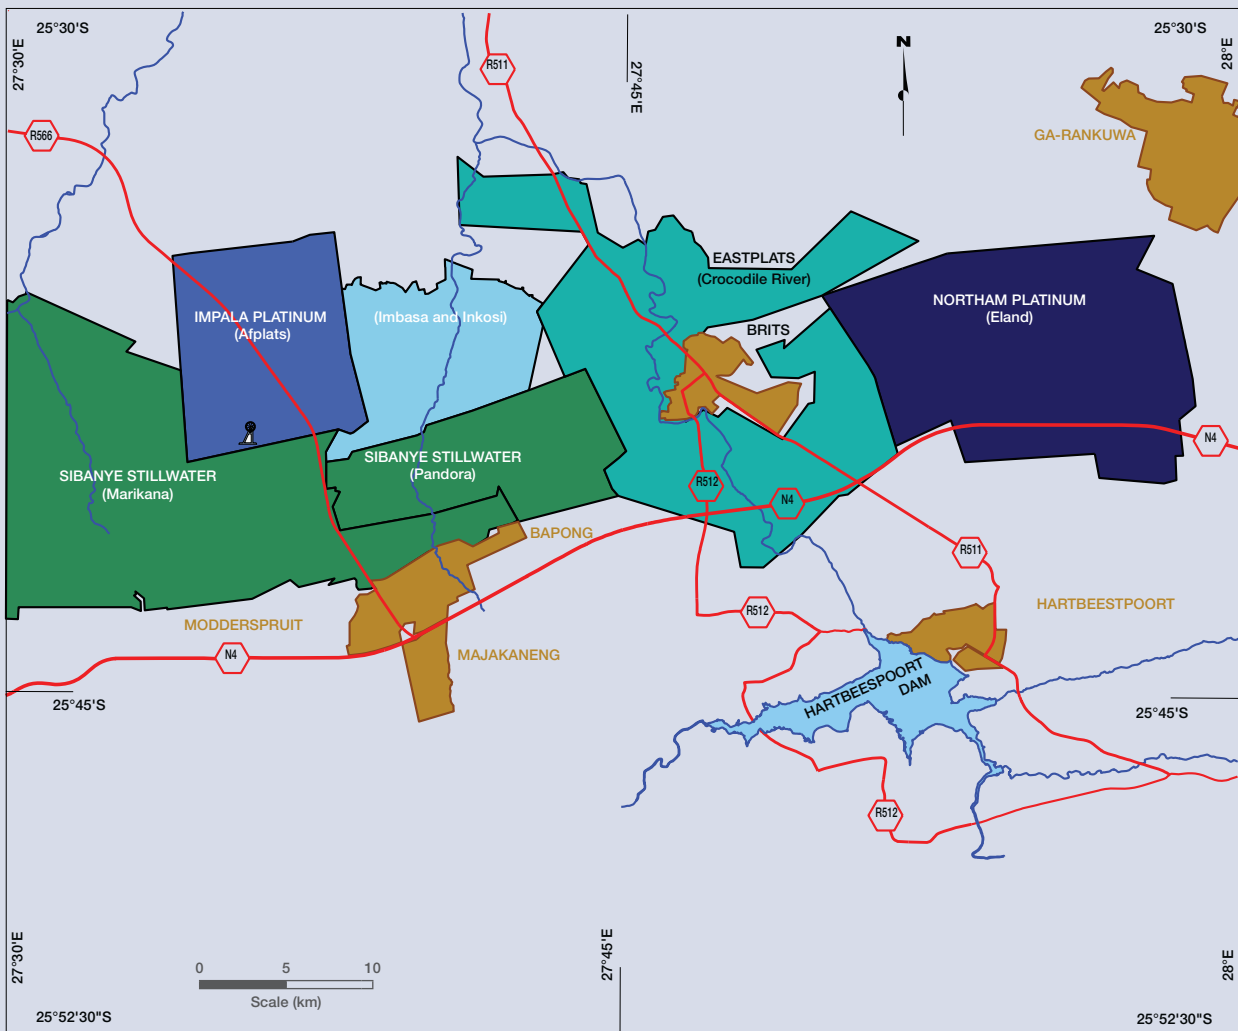 25°30'S
25°30'S
27°30'E
27°45'E
28°E
N
R511
R566
GA-RANKUWA
EASTPLATS
(Crocodile River)
NORTHAM PLATINUM
(Eland)
IMPALA PLATINUM
(Afplats)
(Imbasa and Inkosi)
BRITS
N4
SIBANYE STILLWATER
(Pandora)
SIBANYE STILLWATER
(Marikana)
R512
N4
BAPONG
R511
R512
HARTBEESTPOORT
MODDERSPRUIT
N4
MAJAKANENG
HARTBEESPOORT
DAM
25°45'S
25°45'S
R512
27°30'E
27°45'E
28°E
0 5 10
Scale (km)
25°52'30"S
25°52'30"S